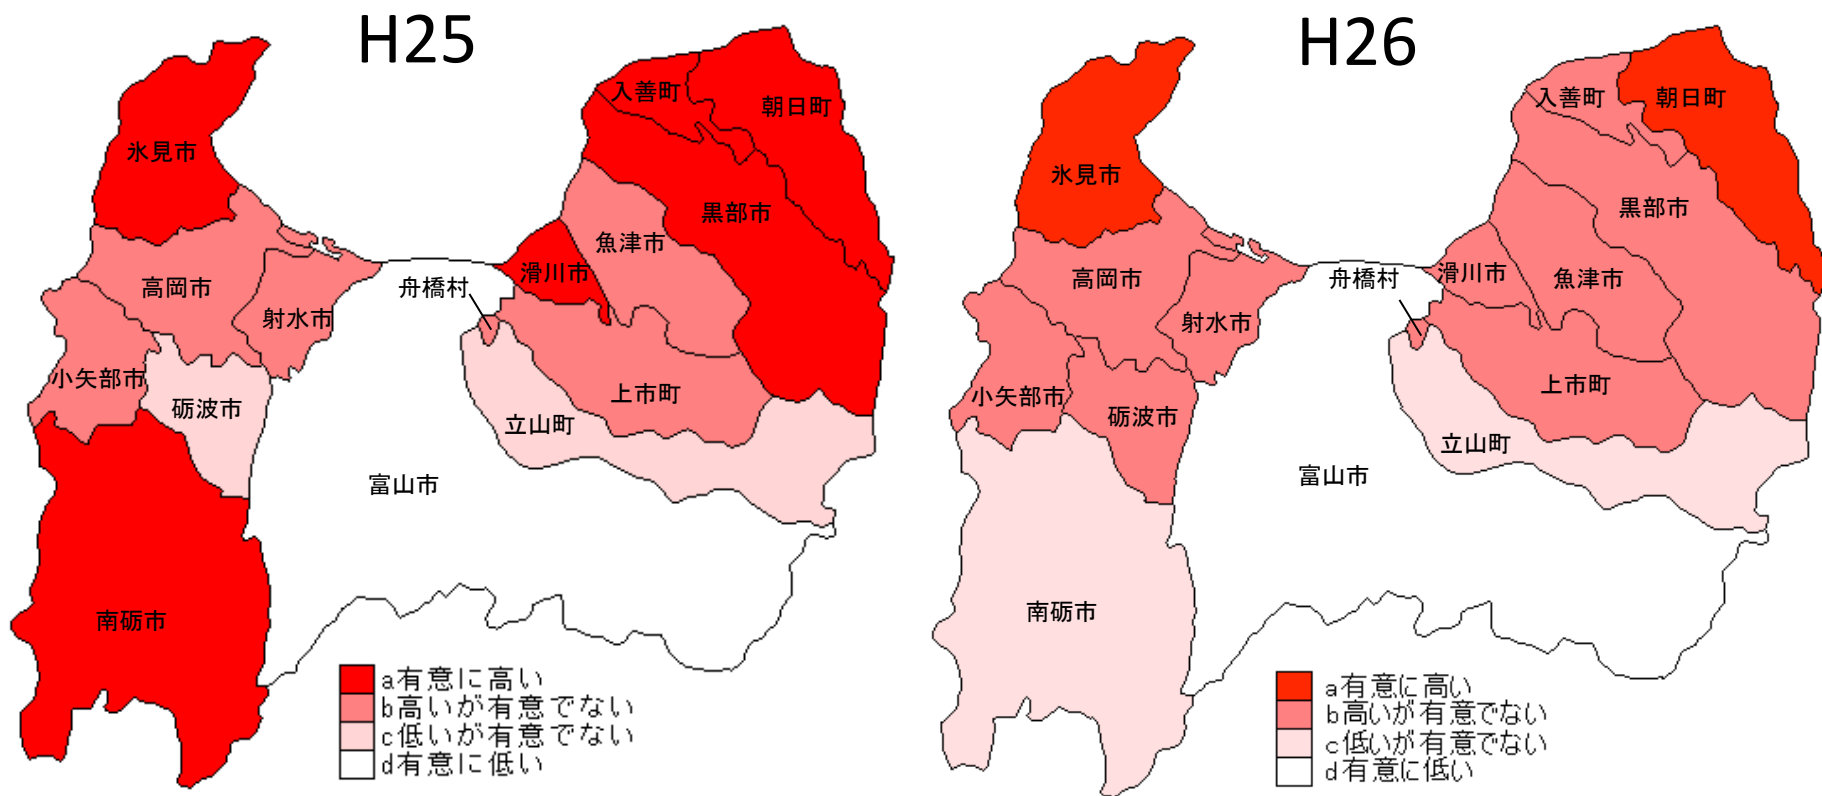 H25
入善町
朝日町
氷見市
黒部市
魚津市
滑川市
高岡市
舟橋村
射水市
小矢部市
砺波市
上市町
立山町
富山市
南砺市
a有意に高い
b高いが有意でない
c低いが有意でない
d有意に低い
H26
入善町
朝日町
氷見市
黒部市
高岡市
滑川市
魚津市
舟橋村
射水市
小矢部市
砺波市
上市町
立山町
富山市
南砺市
a有意に高い
b高いが有意でない
c低いが有意でない
d有意に低い